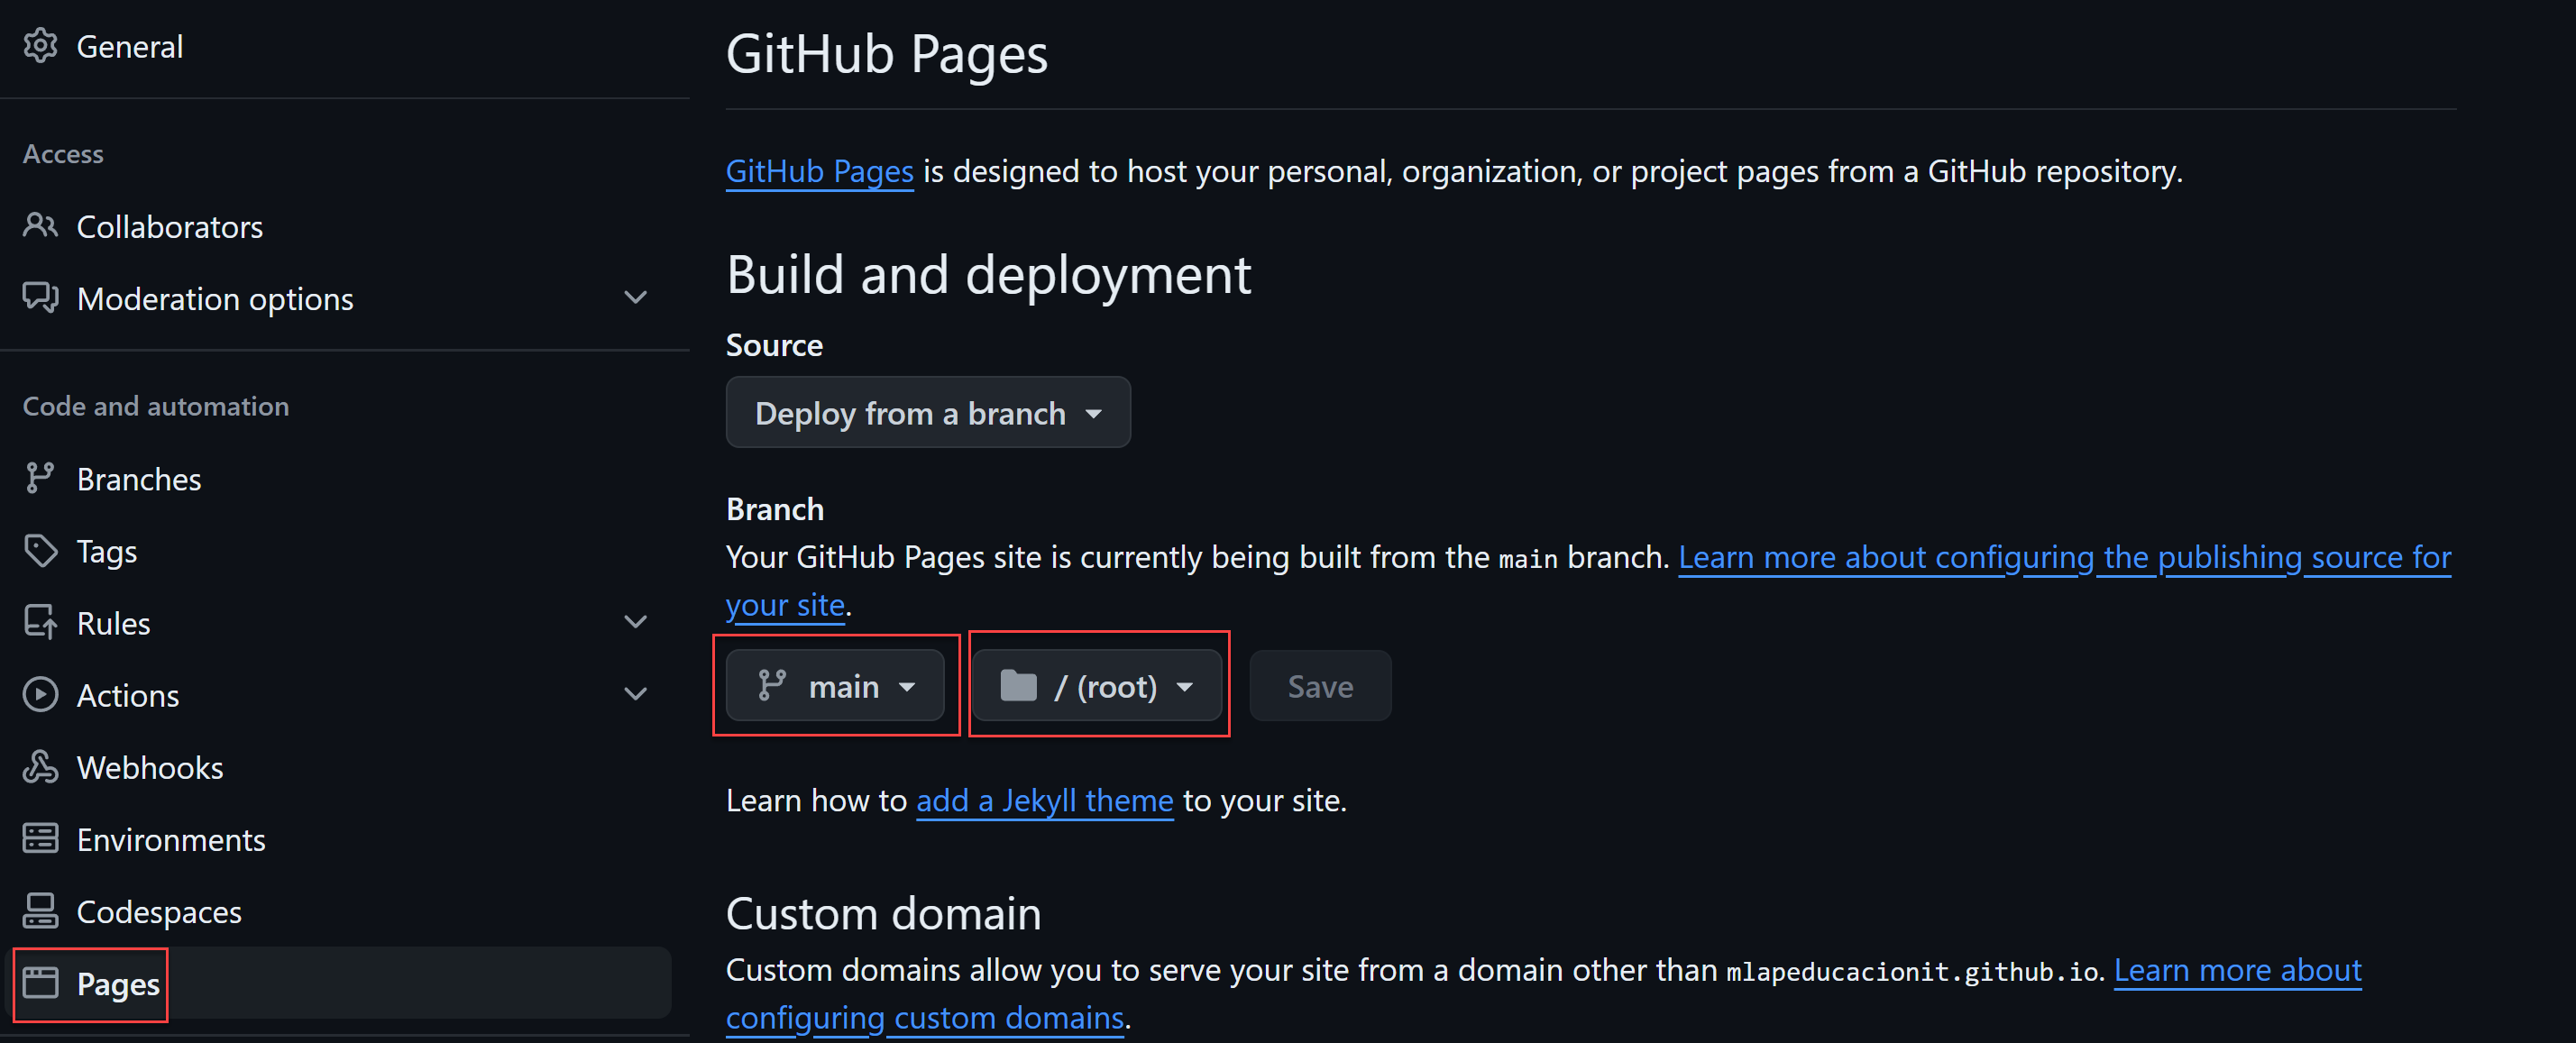 General
Access
Collaborators
Moderation options
Code and automation
Branches
Tags
Rules
Actions
Webhooks
Environments
Codespaces
Pages
GitHub Pages
GitHub Pages is designed to host your personal, organization, or project pages from a GitHub repository.
Build and deployment
Source
Deploy from a branch
Branch
Your GitHub Pages site is currently being built from the main branch. Learn more about configuring the publishing source for
your site.
main
/ (root)
Save
Learn how to add a Jekyll theme to your site.
Custom domain
Custom domains allow you to serve your site from a domain other than mlapeducacionit.github.io. Learn more about
configuring custom domains.